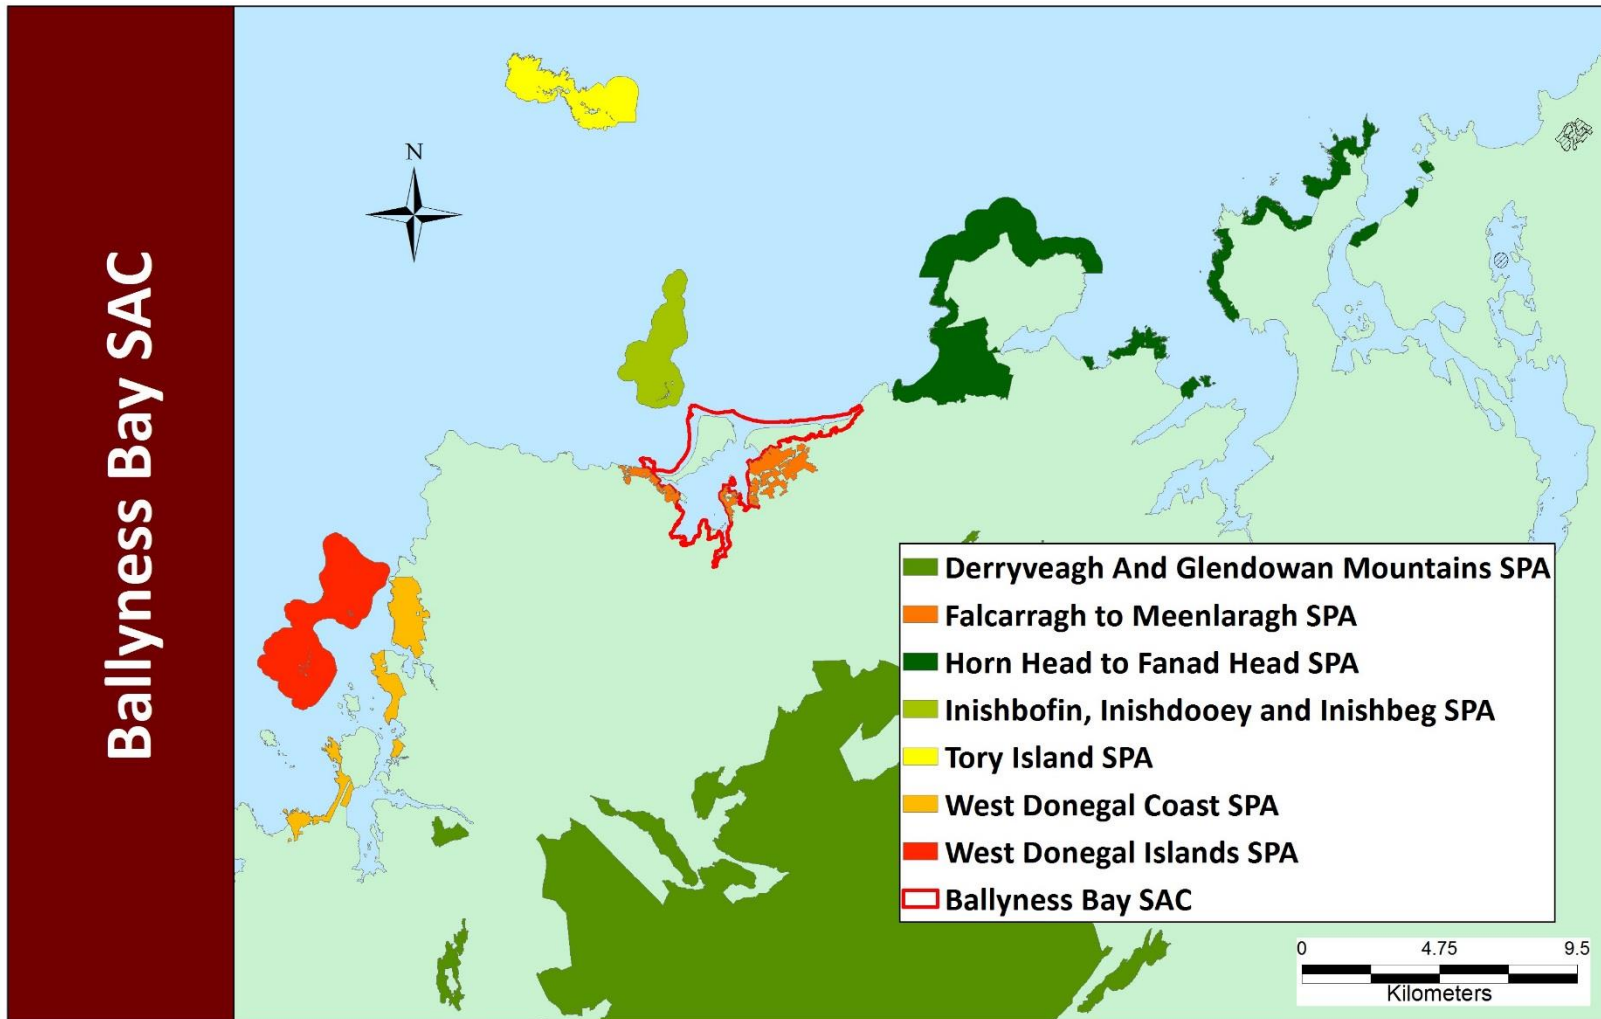 Ballyness Bay SAC
N
Derryveagh And Glendowan Mountains SPA
Falcarragh to Meenlaragh SPA
Horn Head to Fanad Head SPA
Inishbofin, Inishdooey and Inishbeg SPA
Tory Island SPA
West Donegal Coast SPA
West Donegal Islands SPA
Ballyness Bay SAC
0 4.75 9.5
Kilometers